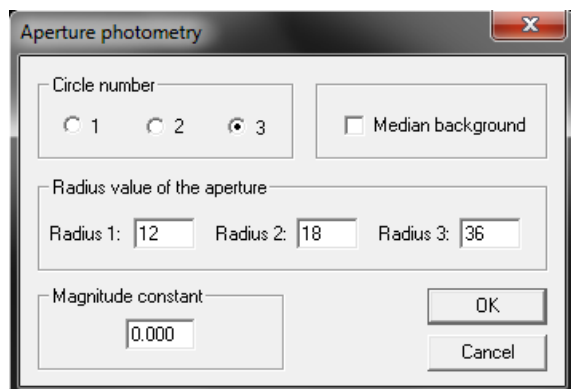 Aperture photometry
Circle number
1 2 3
Median background
Radius value of the aperture
Radius 1: 12 Radius 2: 18 Radius 3: 36
Magnitude constant
0.000
OK
Cancel